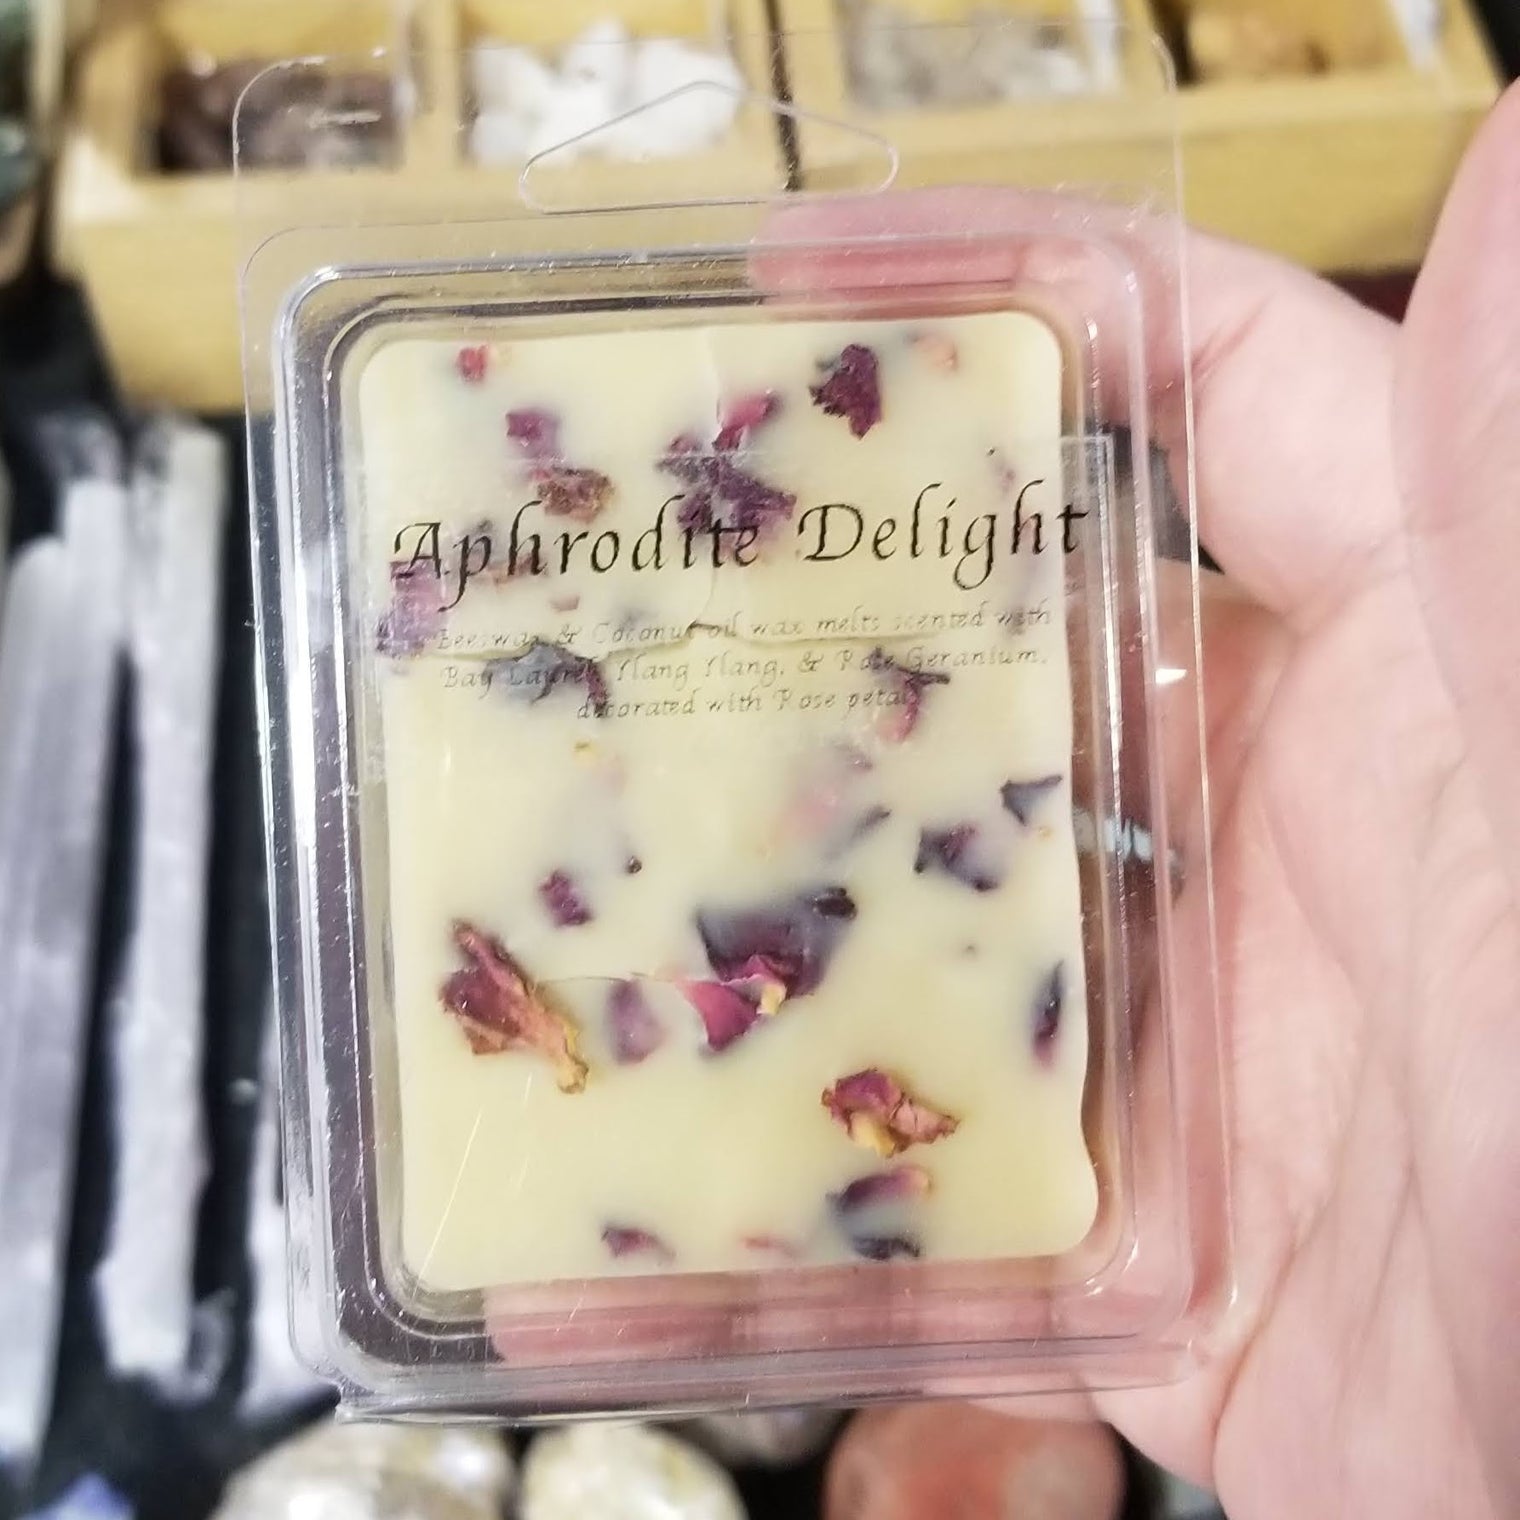 Aphrodite Delight
Beeswax & Coconut oil wax melts scented with
Bay Laurel Ylang Ylang, & Rose Geranium,
decorated with Rose petals